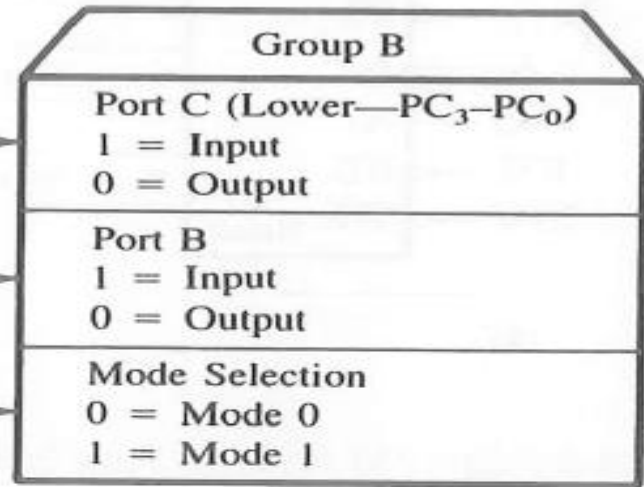 Group B
Port C (Lower—PC₃–PC₀)
1 = Input
0 = Output
Port B
1 = Input
0 = Output
Mode Selection
0 = Mode 0
1 = Mode 1